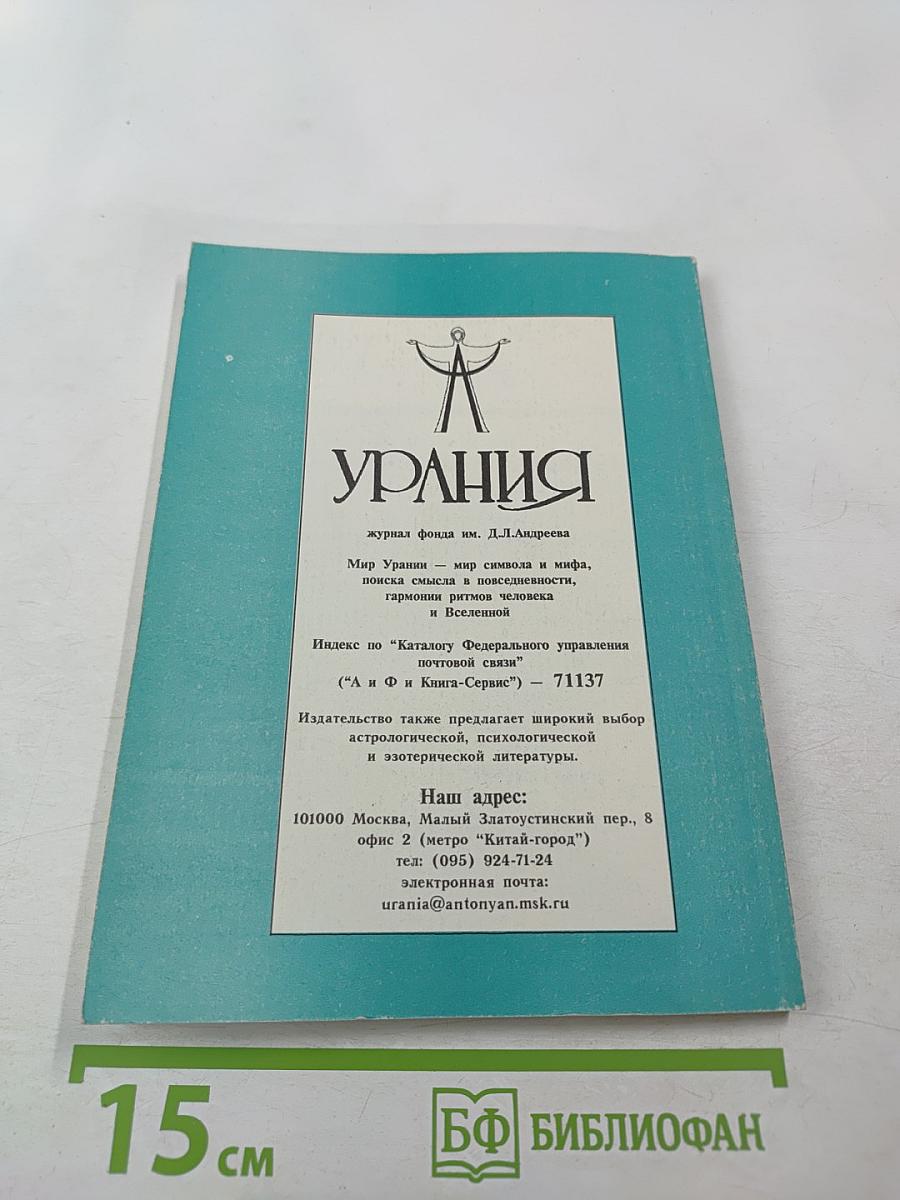 УРАНИЯ
журнал фонда им. Д.Л.Андреева
Мир Урании — мир символа и мифа,
поиска смысла в повседневности,
гармонии ритмов человека
и Вселенной
Индекс по “Каталогу Федерального управления
почтовой связи”
(“А и Ф и Книга-Сервис”) — 71137
Издательство также предлагает широкий выбор
астрологической, психологической
и эзотерической литературы.
Наш адрес:
101000 Москва, Малый Златоустинский пер., 8
офис 2 (метро “Китай-город”)
тел: (095) 924-71-24
электронная почта:
urania@antonyan.msk.ru
15 см
БФ БИБЛИОФАН